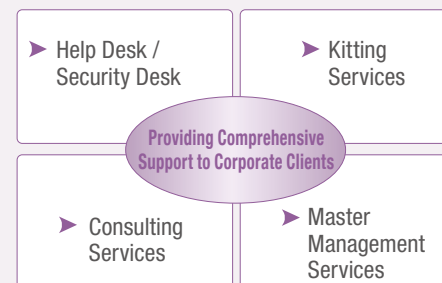 Help Desk /
Security Desk
Kitting
Services
Providing Comprehensive
Support to Corporate Clients
Consulting
Services
Master
Management
Services